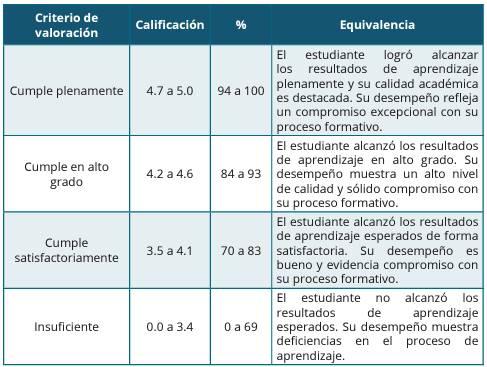 Criterio de
valoración
Calificación
%
Equivalencia
Cumple plenamente
4.7 a 5.0
94 a 100
El estudiante logró alcanzar
los resultados de aprendizaje
plenamente y su calidad académica
es destacada. Su desempeño refleja
un compromiso excepcional con su
proceso formativo.
Cumple en alto
grado
4.2 a 4.6
84 a 93
El estudiante alcanzó los resultados
de aprendizaje en alto grado. Su
desempeño muestra un alto nivel
de calidad y sólido compromiso con
su proceso formativo.
Cumple
satisfactoriamente
3.5 a 4.1
70 a 83
El estudiante alcanzó los resultados
de aprendizaje esperados de forma
satisfactoria. Su desempeño es
bueno y evidencia compromiso con
su proceso formativo.
Insuficiente
0.0 a 3.4
0 a 69
El estudiante no alcanzó los
resultados de aprendizaje
esperados. Su desempeño muestra
deficiencias en el proceso de
aprendizaje.